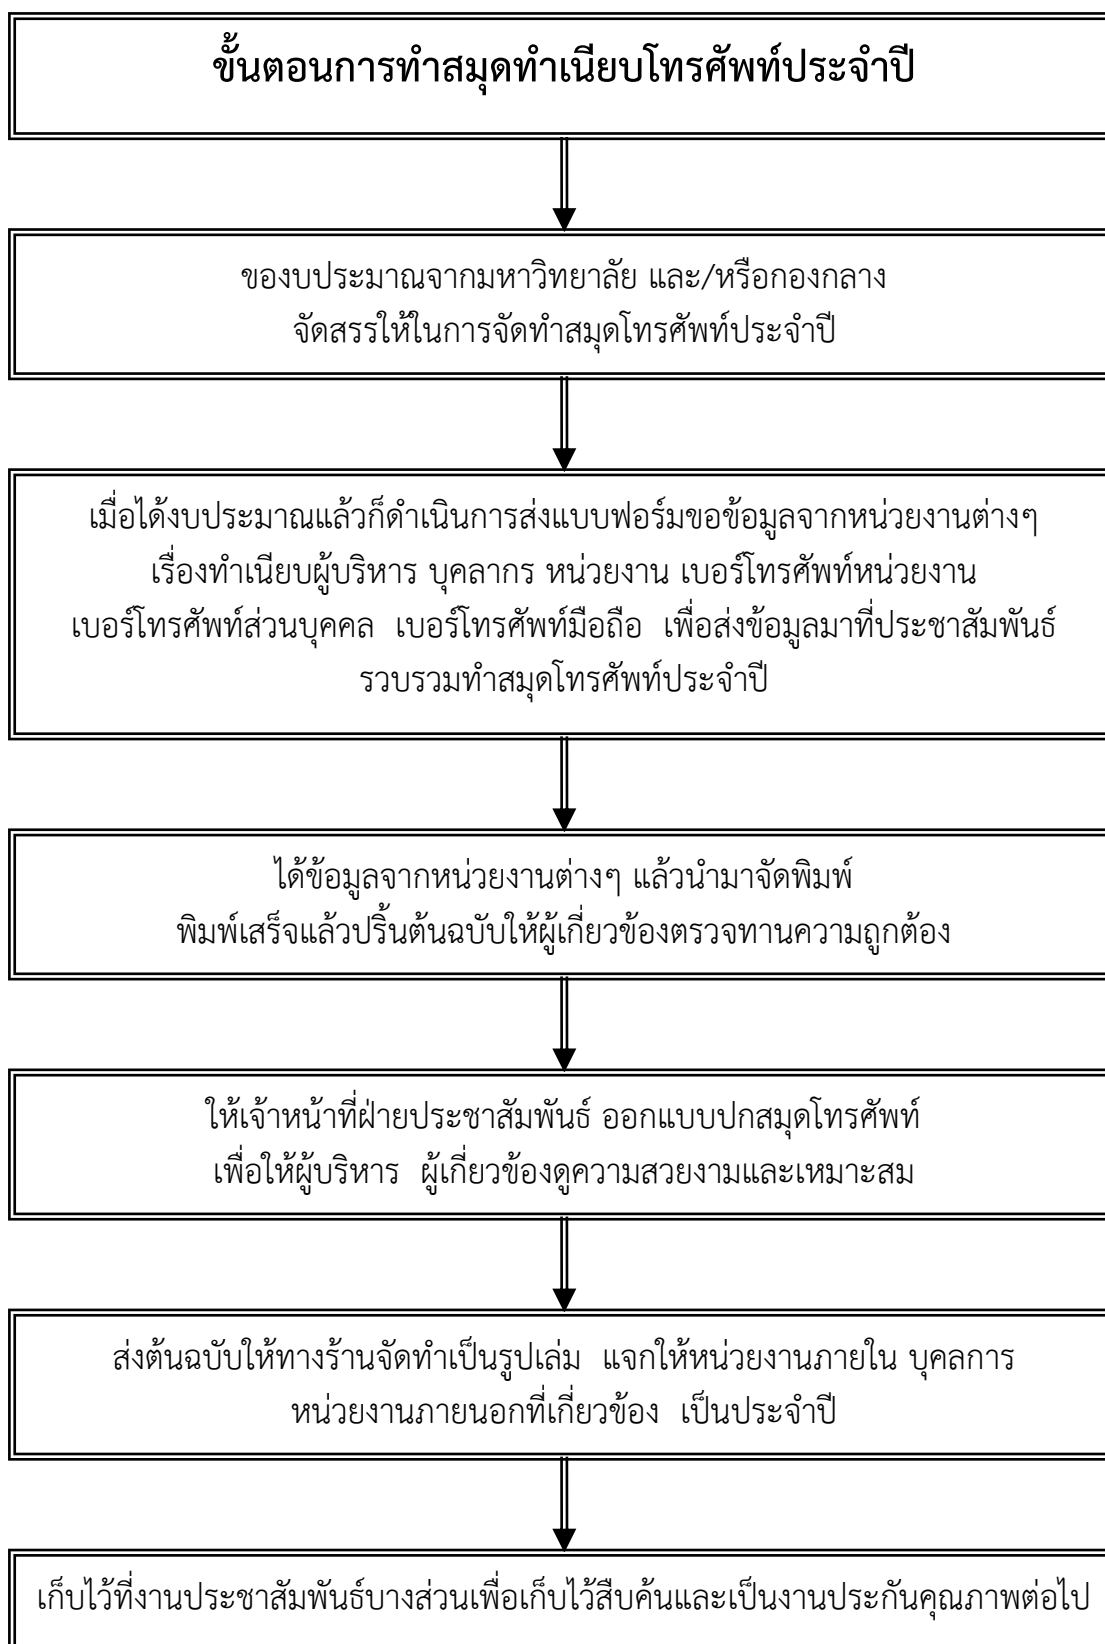 ขั้นตอนการทำสมุดทำเนียบโทรศัพท์ประจำปี
ของบประมาณจากมหาวิทยาลัย และ/หรือกองกลาง
จัดสรรให้ในการจัดทำสมุดโทรศัพท์ประจำปี
เมื่อได้งบประมาณแล้วก็ดำเนินการส่งแบบฟอร์มขอข้อมูลจากหน่วยงานต่างๆ
เรื่องทำเนียบผู้บริหาร บุคลากร หน่วยงาน เบอร์โทรศัพท์หน่วยงาน
เบอร์โทรศัพท์ส่วนบุคคล เบอร์โทรศัพท์มือถือ เพื่อส่งข้อมูลมาที่ประชาสัมพันธ์
รวบรวมทำสมุดโทรศัพท์ประจำปี
ได้ข้อมูลจากหน่วยงานต่างๆ แล้วนำมาจัดพิมพ์
พิมพ์เสร็จแล้วปริ้นต้นฉบับให้ผู้เกี่ยวข้องตรวจทานความถูกต้อง
ให้เจ้าหน้าที่ฝ่ายประชาสัมพันธ์ ออกแบบปกสมุดโทรศัพท์
เพื่อให้ผู้บริหาร ผู้เกี่ยวข้องดูความสวยงามและเหมาะสม
ส่งต้นฉบับให้ทางร้านจัดทำเป็นรูปเล่ม แจกให้หน่วยงานภายใน บุคลการ
หน่วยงานภายนอกที่เกี่ยวข้อง เป็นประจำปี
เก็บไว้ที่งานประชาสัมพันธ์บางส่วนเพื่อเก็บไว้สืบค้นและเป็นงานประกันคุณภาพต่อไป